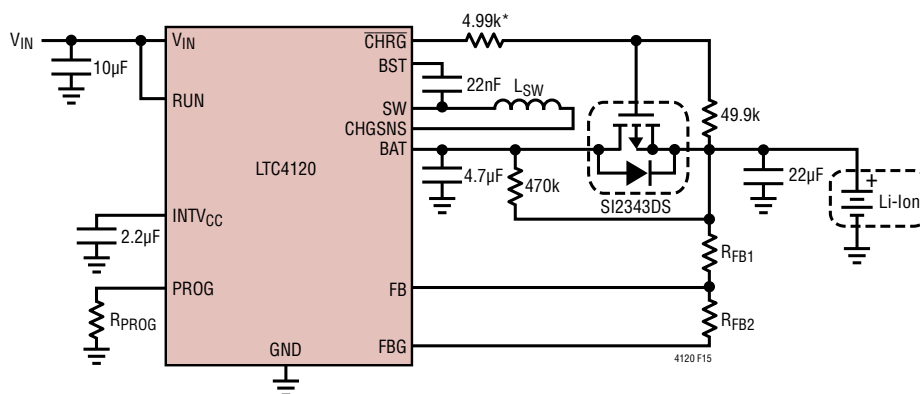 4.99k*
VIN
VIN
CHRG
10µF
BST
22nF
LSW
RUN
SW
49.9k
CHGSNS
BAT
LTC4120
4.7µF
470k
22µF
+
Li-Ion
SI2343DS
INTVCC
2.2µF
RFB1
PROG
FB
RPROG
RFB2
GND
FBG
4120 F15